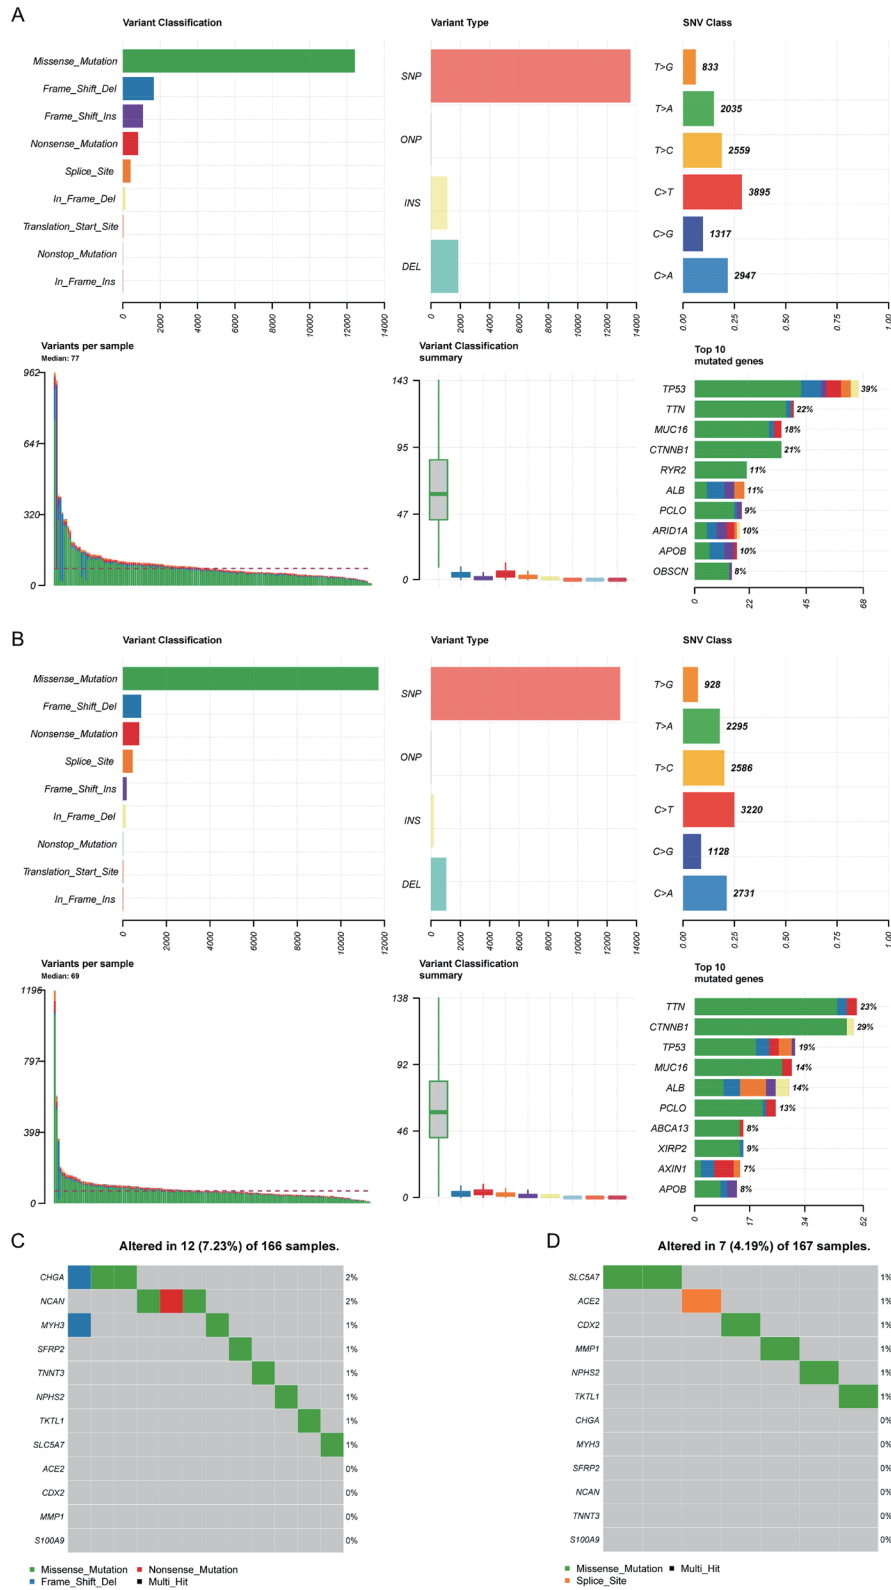 A
Variant Classification
Missense_Mutation
Frame_Shift_Del
Frame_Shift_Ins
Nonsense_Mutation
Splice_Site
In_Frame_Del
Translation_Start_Site
Nonstop_Mutation
In_Frame_Ins
0
2000
4000
6000
8000
10000
12000
14000
Variant Type
SNP
ONP
INS
DEL
0
2000
4000
6000
8000
10000
12000
14000
SNV Class
T>G 833
T>A 2035
T>C 2559
C>T 3895
C>G 1317
C>A 2947
0.00
0.25
0.50
0.75
1.00
Variants per sample
Median: 77
962
641
320
0
Variant Classification
summary
143
95
47
0
Top 10
mutated genes
TP53 39%
TTN 22%
MUC16 18%
CTNNB1 21%
RYR2 11%
ALB 11%
PCLO 9%
ARID1A 10%
APOB 10%
OBSCN 8%
0 22 45 68
B
Variant Classification
Missense_Mutation
Frame_Shift_Del
Nonsense_Mutation
Splice_Site
Frame_Shift_Ins
In_Frame_Del
Nonstop_Mutation
Translation_Start_Site
In_Frame_Ins
0
2000
4000
6000
8000
10000
12000
Variant Type
SNP
ONP
INS
DEL
0
2000
4000
6000
8000
10000
12000
14000
SNV Class
T>G 928
T>A 2295
T>C 2586
C>T 3220
C>G 1128
C>A 2731
0.00
0.25
0.50
0.75
1.00
Variants per sample
Median: 69
1196
797
398
0
Variant Classification
summary
138
92
46
0
Top 10
mutated genes
TTN 23%
CTNNB1 29%
TP53 19%
MUC16 14%
ALB 14%
PCLO 13%
ABCA13 8%
XIRP2 9%
AXIN1 7%
APOB 8%
0 17 34 52
C
Altered in 12 (7.23%) of 166 samples.
CHGA 2%
NCAN 2%
MYH3 1%
SFRP2 1%
TNNT3 1%
NPHS2 1%
TKTL1 1%
SLC5A7 1%
ACE2 0%
CDX2 0%
MMP1 0%
S100A9 0%
Missense_Mutation Nonsense_Mutation
Frame_Shift_Del Multi_Hit
D
Altered in 7 (4.19%) of 167 samples.
SLC5A7 1%
ACE2 1%
CDX2 1%
MMP1 1%
NPHS2 1%
TKTL1 1%
CHGA 0%
MYH3 0%
SFRP2 0%
NCAN 0%
TNNT3 0%
S100A9 0%
Missense_Mutation Multi_Hit
Splice_Site